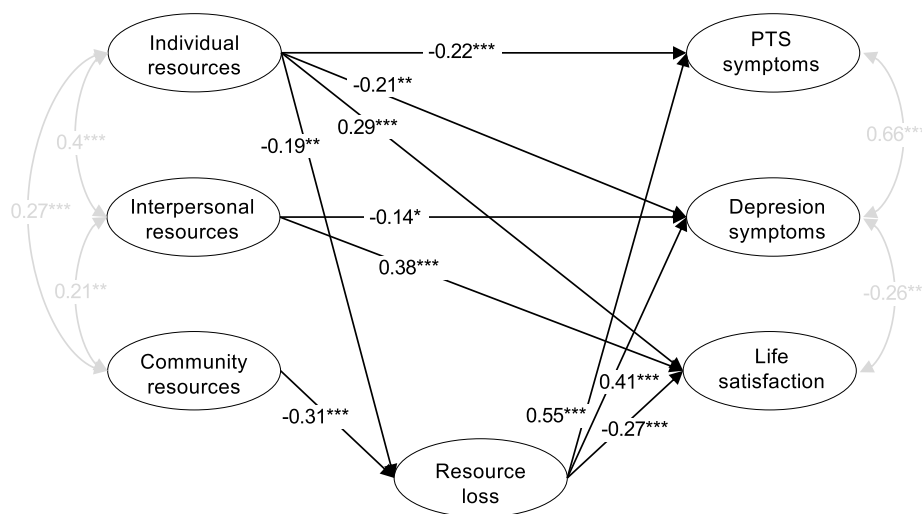 Individual
resources
-0.22***
PTS
symptoms
-0.21**
0.29***
-0.19**
0.4***
0.66***
0.27***
Interpersonal
resources
-0.14*
Depresion
symptoms
0.38***
0.21**
-0.26**
Community
resources
Life
satisfaction
0.41***
-0.31***
0.55***
-0.27***
Resource
loss